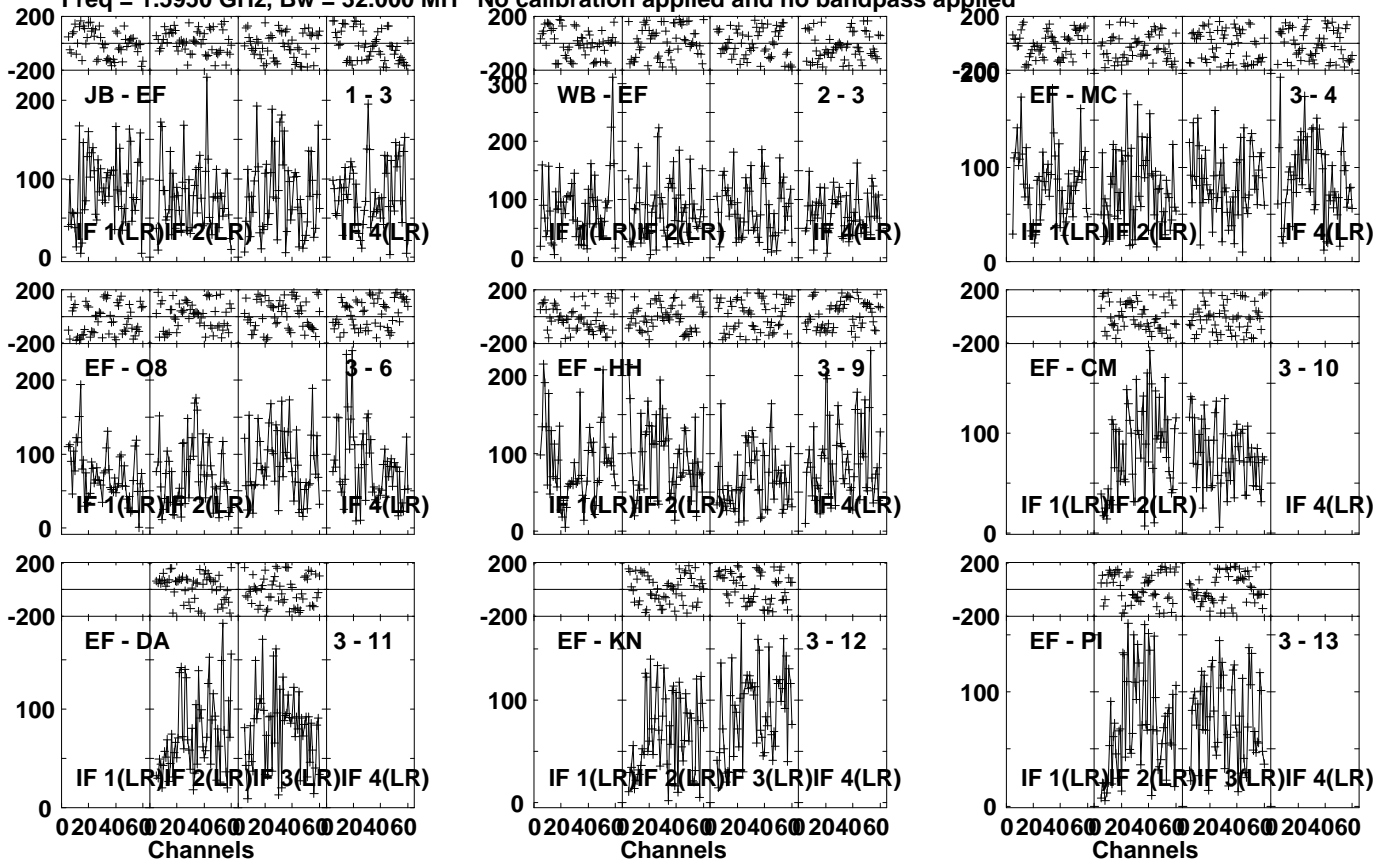 Freq = 1.5950 GHz, Bw = 32.000 MH No calibration applied and no bandpass applied
200
-200
JB - EF 1 - 3
200
100
0
IF 1(LR) IF 2(LR) IF 4(LR)
200
-200
WB - EF 2 - 3
300
200
100
0
IF 1(LR) IF 2(LR) IF 4(LR)
200
-200
EF - MC 3 - 4
200
100
0
IF 1(LR) IF 2(LR) IF 4(LR)
200
-200
EF - O8 3 - 6
200
100
0
IF 1(LR) IF 2(LR) IF 4(LR)
200
-200
EF - HH 3 - 9
200
100
0
IF 1(LR) IF 2(LR) IF 4(LR)
200
-200
EF - CM 3 - 10
100
0
IF 1(LR) IF 2(LR) IF 4(LR)
200
-200
EF - DA 3 - 11
100
0
IF 1(LR) IF 2(LR) IF 3(LR) IF 4(LR)
0 20 40 60 0 20 40 60 0 20 40 60 0 20 40 60
Channels
200
-200
EF - KN 3 - 12
100
0
IF 1(LR) IF 2(LR) IF 3(LR) IF 4(LR)
0 20 40 60 0 20 40 60 0 20 40 60 0 20 40 60
Channels
200
-200
EF - PI 3 - 13
100
0
IF 1(LR) IF 2(LR) IF 3(LR) IF 4(LR)
0 20 40 60 0 20 40 60 0 20 40 60 0 20 40 60
Channels